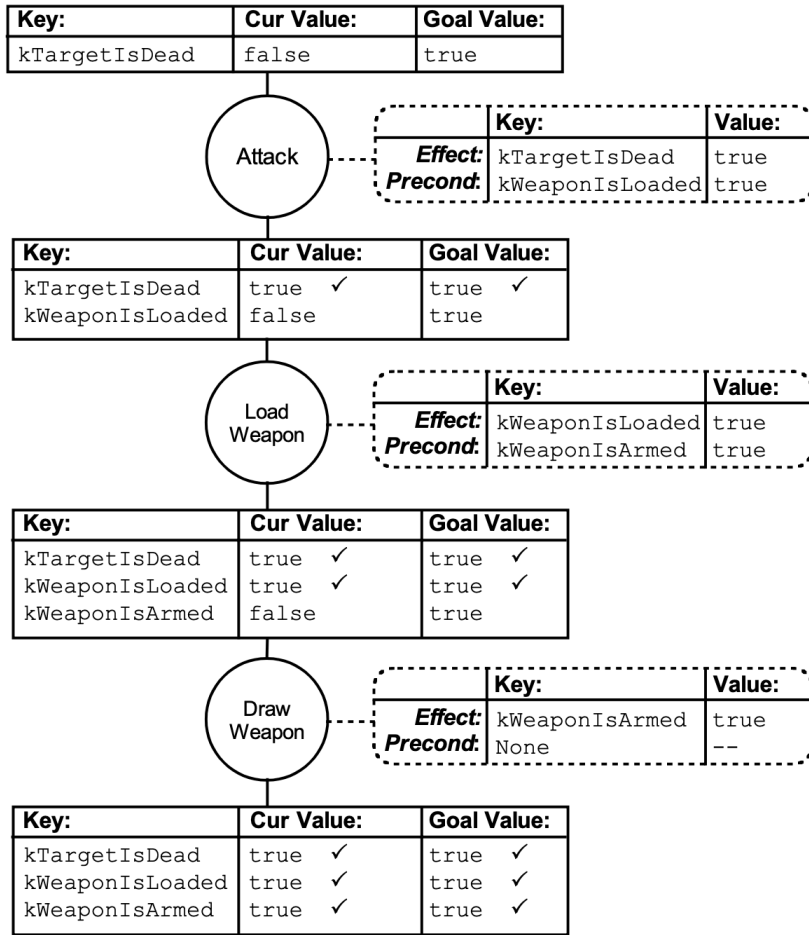 Key: Cur Value: Goal Value:
kTargetIsDead false true
Attack
Key: Value:
Effect: kTargetIsDead true
Precond: kWeaponIsLoaded true
Key: Cur Value: Goal Value:
kTargetIsDead true ✓ true ✓
kWeaponIsLoaded false true
Load
Weapon
Key: Value:
Effect: kWeaponIsLoaded true
Precond: kWeaponIsArmed true
Key: Cur Value: Goal Value:
kTargetIsDead true ✓ true ✓
kWeaponIsLoaded true ✓ true ✓
kWeaponIsArmed false true
Draw
Weapon
Key: Value:
Effect: kWeaponIsArmed true
Precond: None --
Key: Cur Value: Goal Value:
kTargetIsDead true ✓ true ✓
kWeaponIsLoaded true ✓ true ✓
kWeaponIsArmed true ✓ true ✓